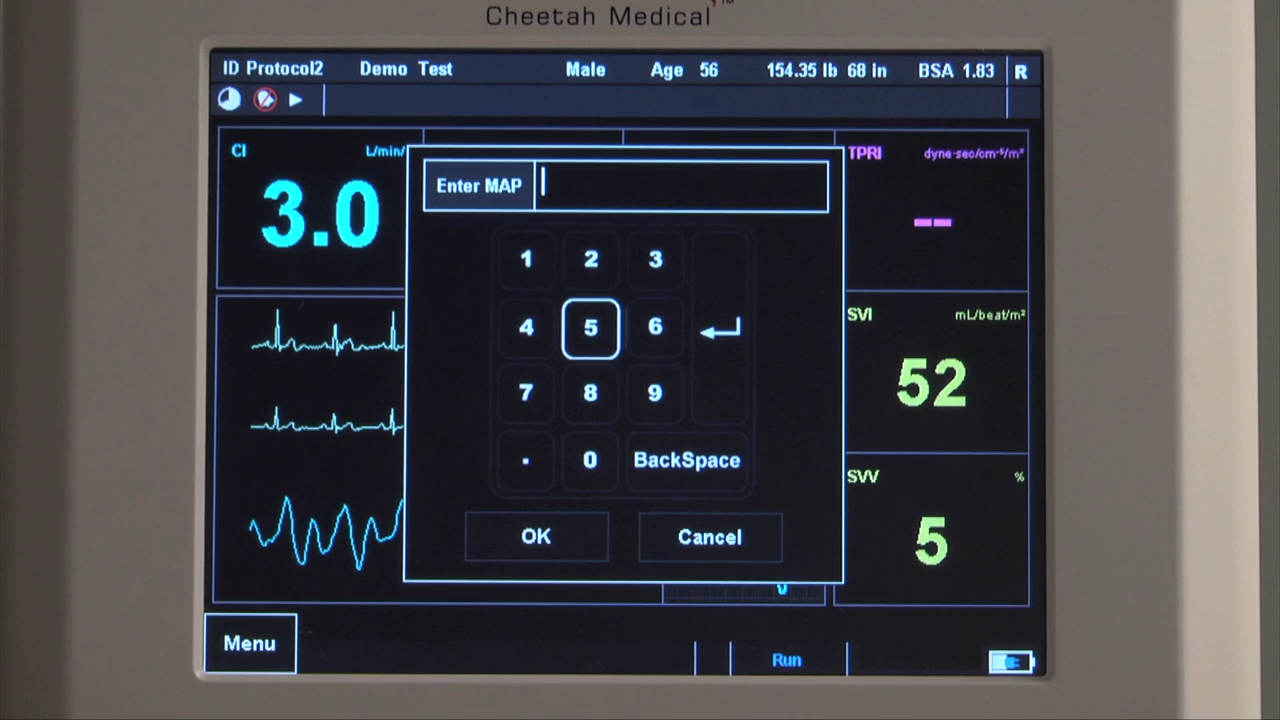 Cheetah Medical™
ID Protocol2 Demo Test Male Age 56 154.35 lb 68 in BSA 1.83 R
CI L/min/
3.0
Enter MAP
1 2 3
4 5 6
7 8 9
. 0 BackSpace
OK Cancel
TPRI dyne·sec/cm⁻⁵/m²
--
SVI mL/beat/m²
52
SVV %
5
Menu
Run